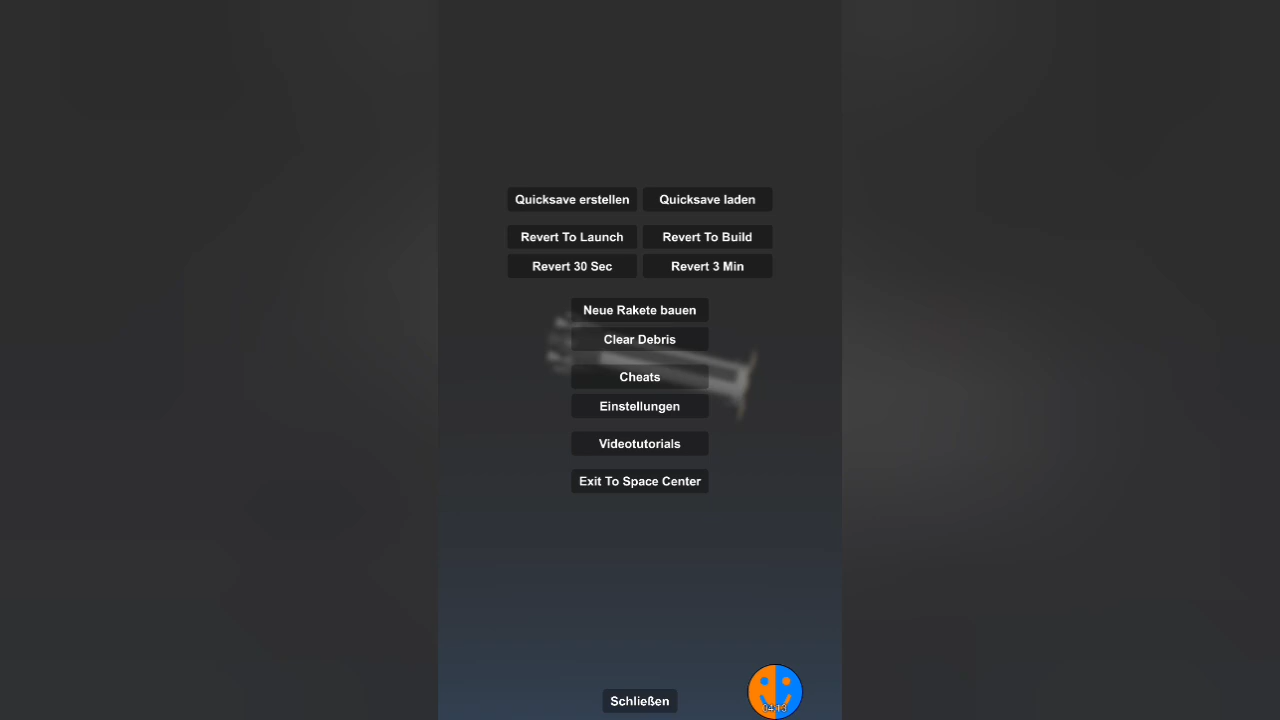 Quicksave erstellen Quicksave laden
Revert To Launch Revert To Build
Revert 30 Sec Revert 3 Min
Neue Rakete bauen
Clear Debris
Cheats
Einstellungen
Videotutorials
Exit To Space Center
Schließen